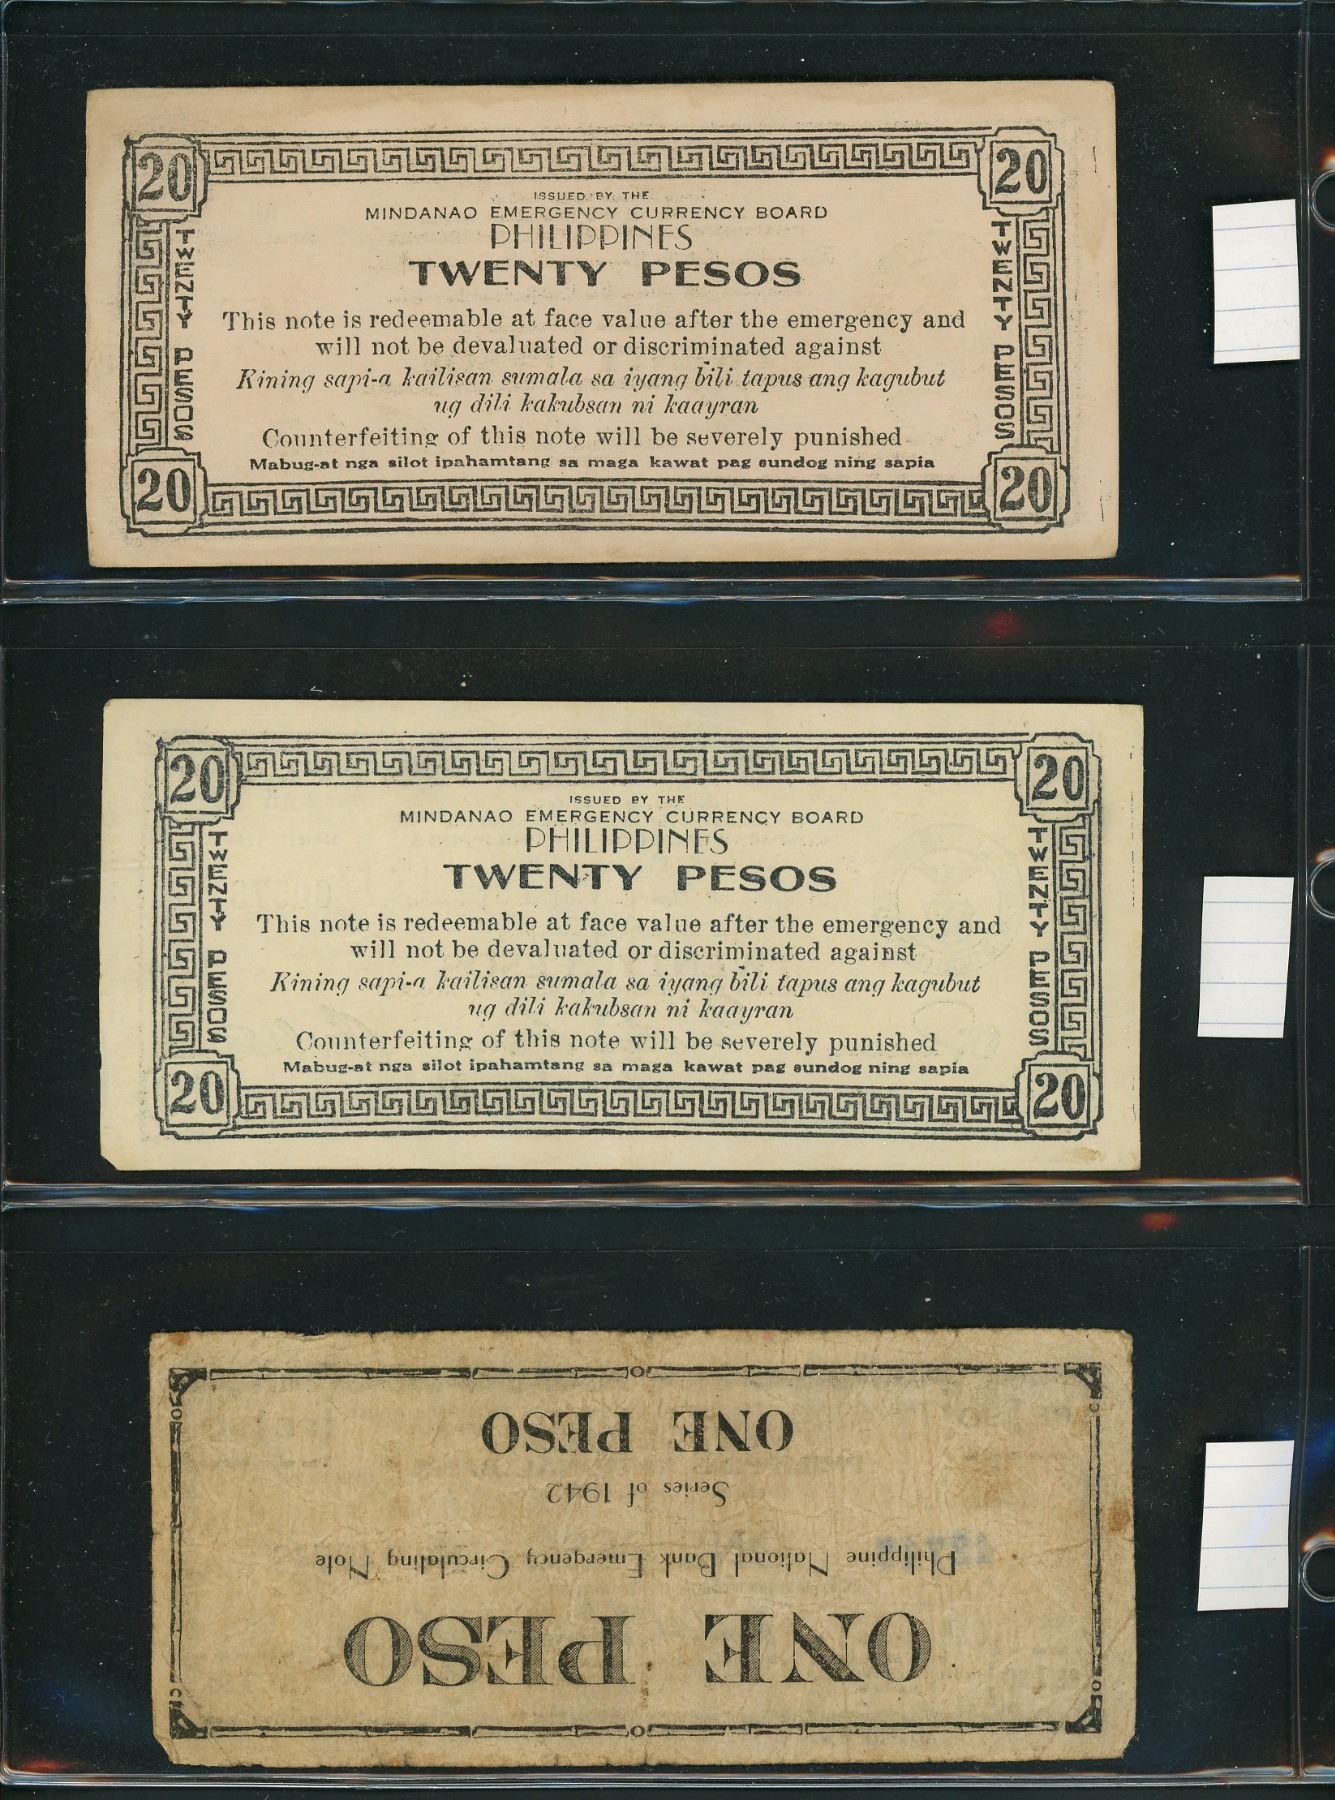 20 20
ISSUED BY THE
MINDANAO EMERGENCY CURRENCY BOARD
PHILIPPINES
TWENTY PESOS
TWENTY PESOS
TWENTY PESOS
This note is redeemable at face value after the emergency and
will not be devaluated or discriminated against
Kining sapi-a kailisan sumala sa iyang bili tapus ang kagubut
ug dili kakubsan ni kaayran
Counterfeiting of this note will be severely punished
Mabug-at nga silot ipahamtang sa maga kawat pag sundog ning sapia
20 20
20 20
ISSUED BY THE
MINDANAO EMERGENCY CURRENCY BOARD
PHILIPPINES
TWENTY PESOS
TWENTY PESOS
TWENTY PESOS
This note is redeemable at face value after the emergency and
will not be devaluated or discriminated against
Kining sapi-a kailisan sumala sa iyang bili tapus ang kagubut
ug dili kakubsan ni kaayran
Counterfeiting of this note will be severely punished
Mabug-at nga silot ipahamtang sa maga kawat pag sundog ning sapia
20 20
ONE PESO
Philippine National Bank Emergency Circulating Note
Series of 1942
ONE PESO